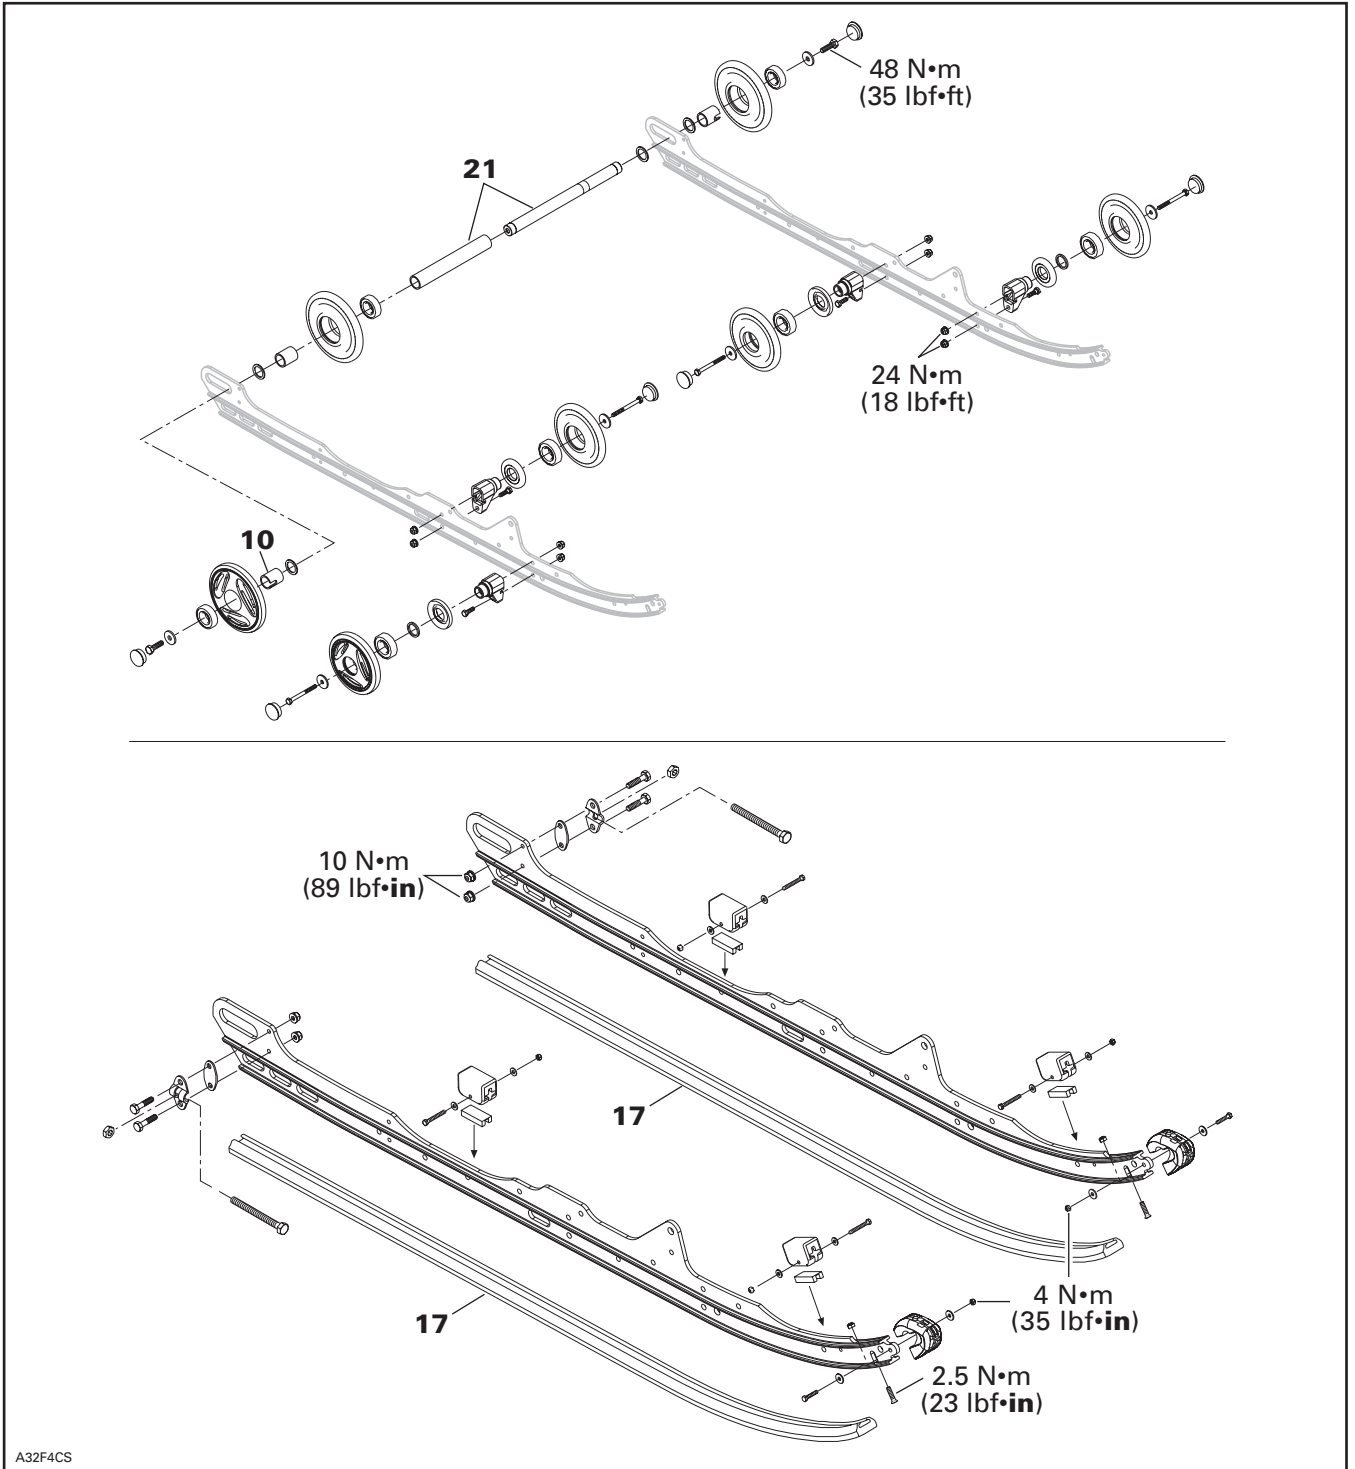 48 N•m
(35 lbf•ft)
21
24 N•m
(18 lbf•ft)
10
10 N•m
(89 lbf•in)
17
17
4 N•m
(35 lbf•in)
2.5 N•m
(23 lbf•in)
A32F4CS